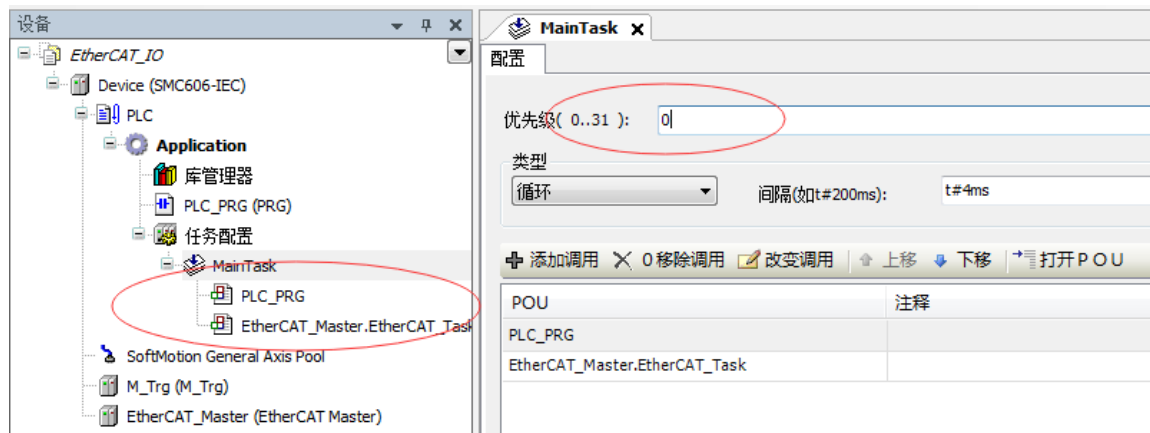 设备
EtherCAT_IO
Device (SMC606-IEC)
PLC
Application
库管理器
PLC_PRG (PRG)
任务配置
MainTask
PLC_PRG
EtherCAT_Master.EtherCAT_Task
SoftMotion General Axis Pool
M_Trg (M_Trg)
EtherCAT_Master (EtherCAT Master)
MainTask
配置
优先级( 0..31 ): 0
类型
循环 间隔(如t#200ms): t#4ms
添加调用 0移除调用 改变调用 上移 下移 打开POU
POU 注释
PLC_PRG
EtherCAT_Master.EtherCAT_Task